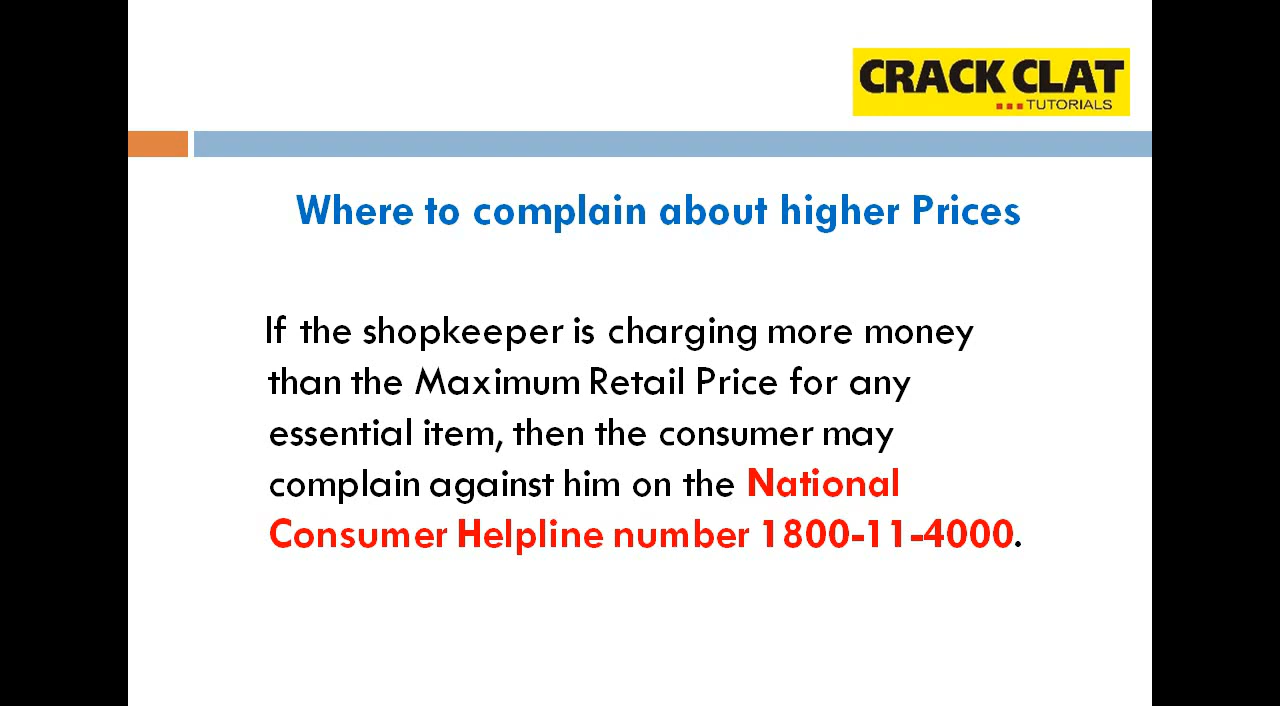 CRACK CLAT
...TUTORIALS
Where to complain about higher Prices
If the shopkeeper is charging more money
than the Maximum Retail Price for any
essential item, then the consumer may
complain against him on the National
Consumer Helpline number 1800-11-4000.